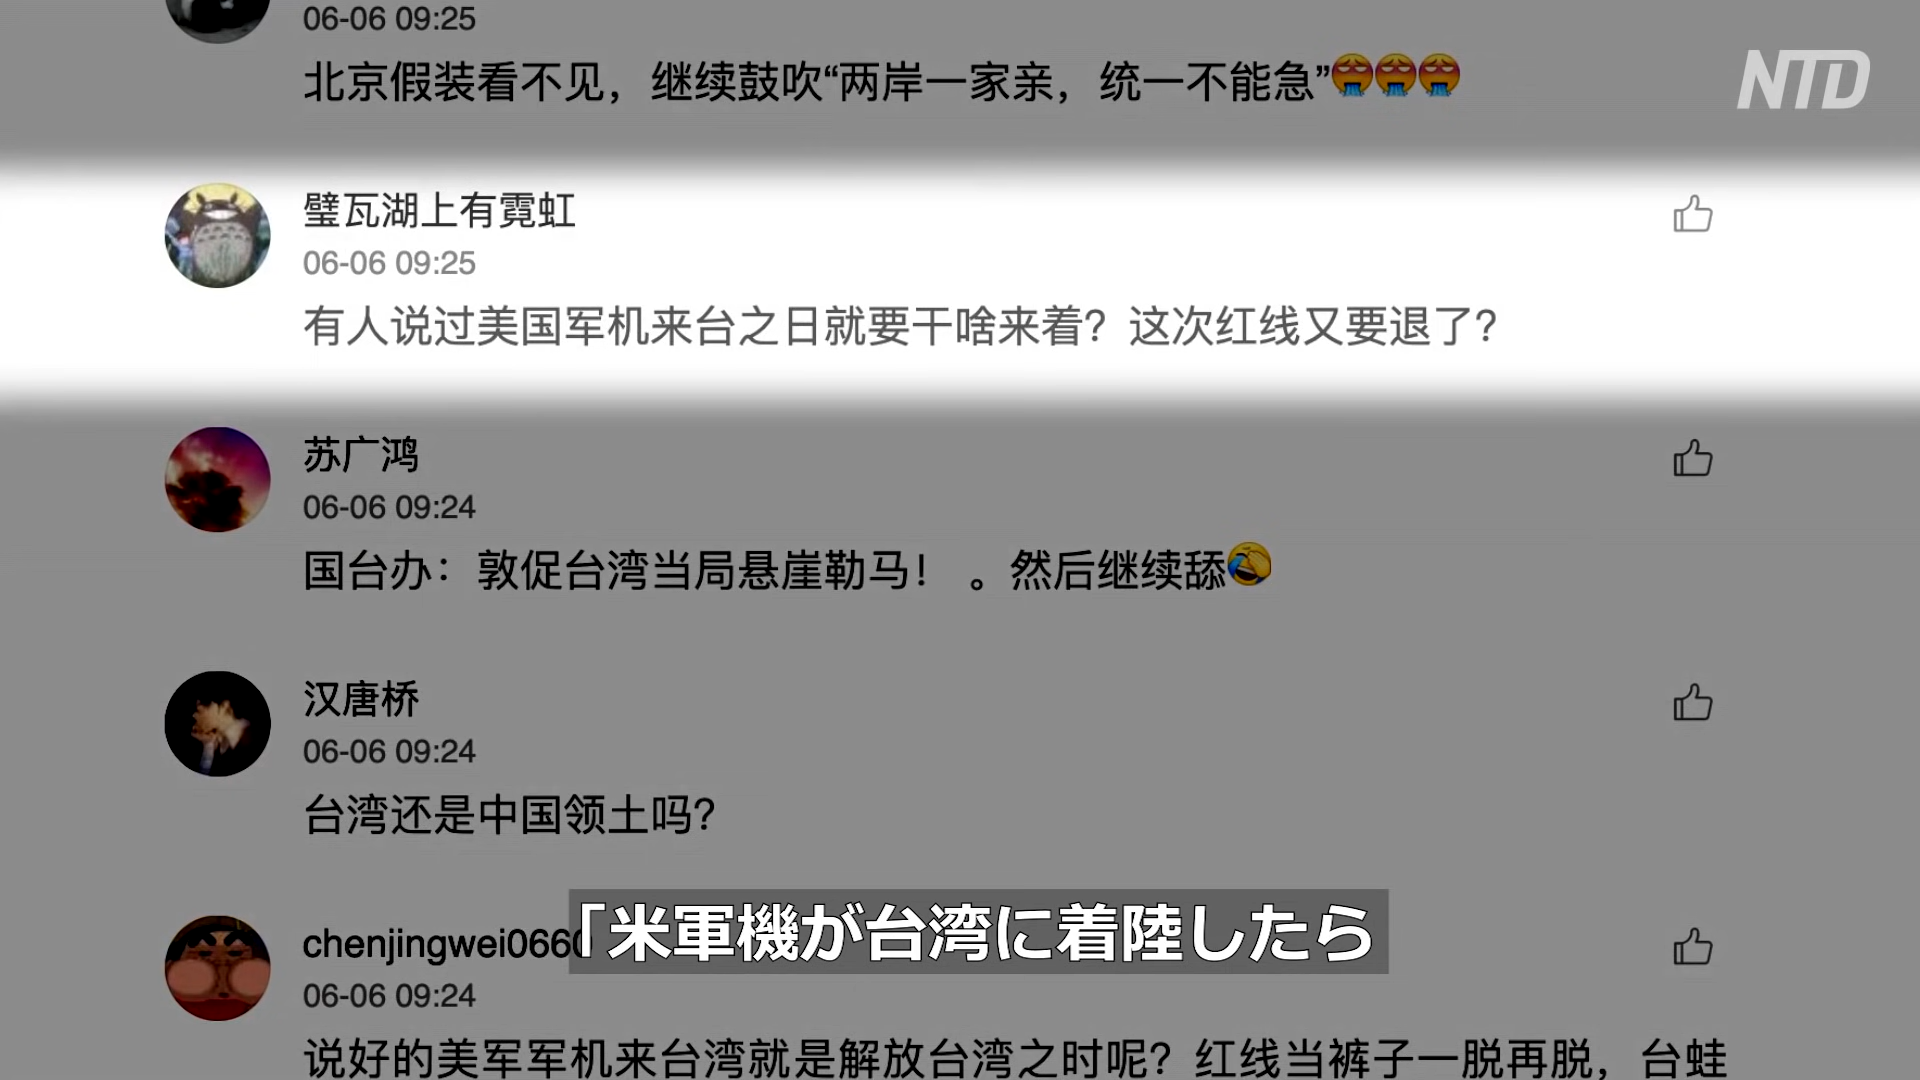 06-06 09:25
北京假装看不见，继续鼓吹“两岸一家亲，统一不能急”
NTD
璧瓦湖上有霓虹
06-06 09:25
有人说过美国军机来台之日就要干啥来着？这次红线又要退了？
苏广鸿
06-06 09:24
国台办：敦促台湾当局悬崖勒马！ 。然后继续舔
汉唐桥
06-06 09:24
台湾还是中国领土吗？
chenjingwei0660
「米軍機が台湾に着陸したら
06-06 09:24
说好的美军军机来台湾就是解放台湾之时呢？红线当裤子一脱再脱，台蛙